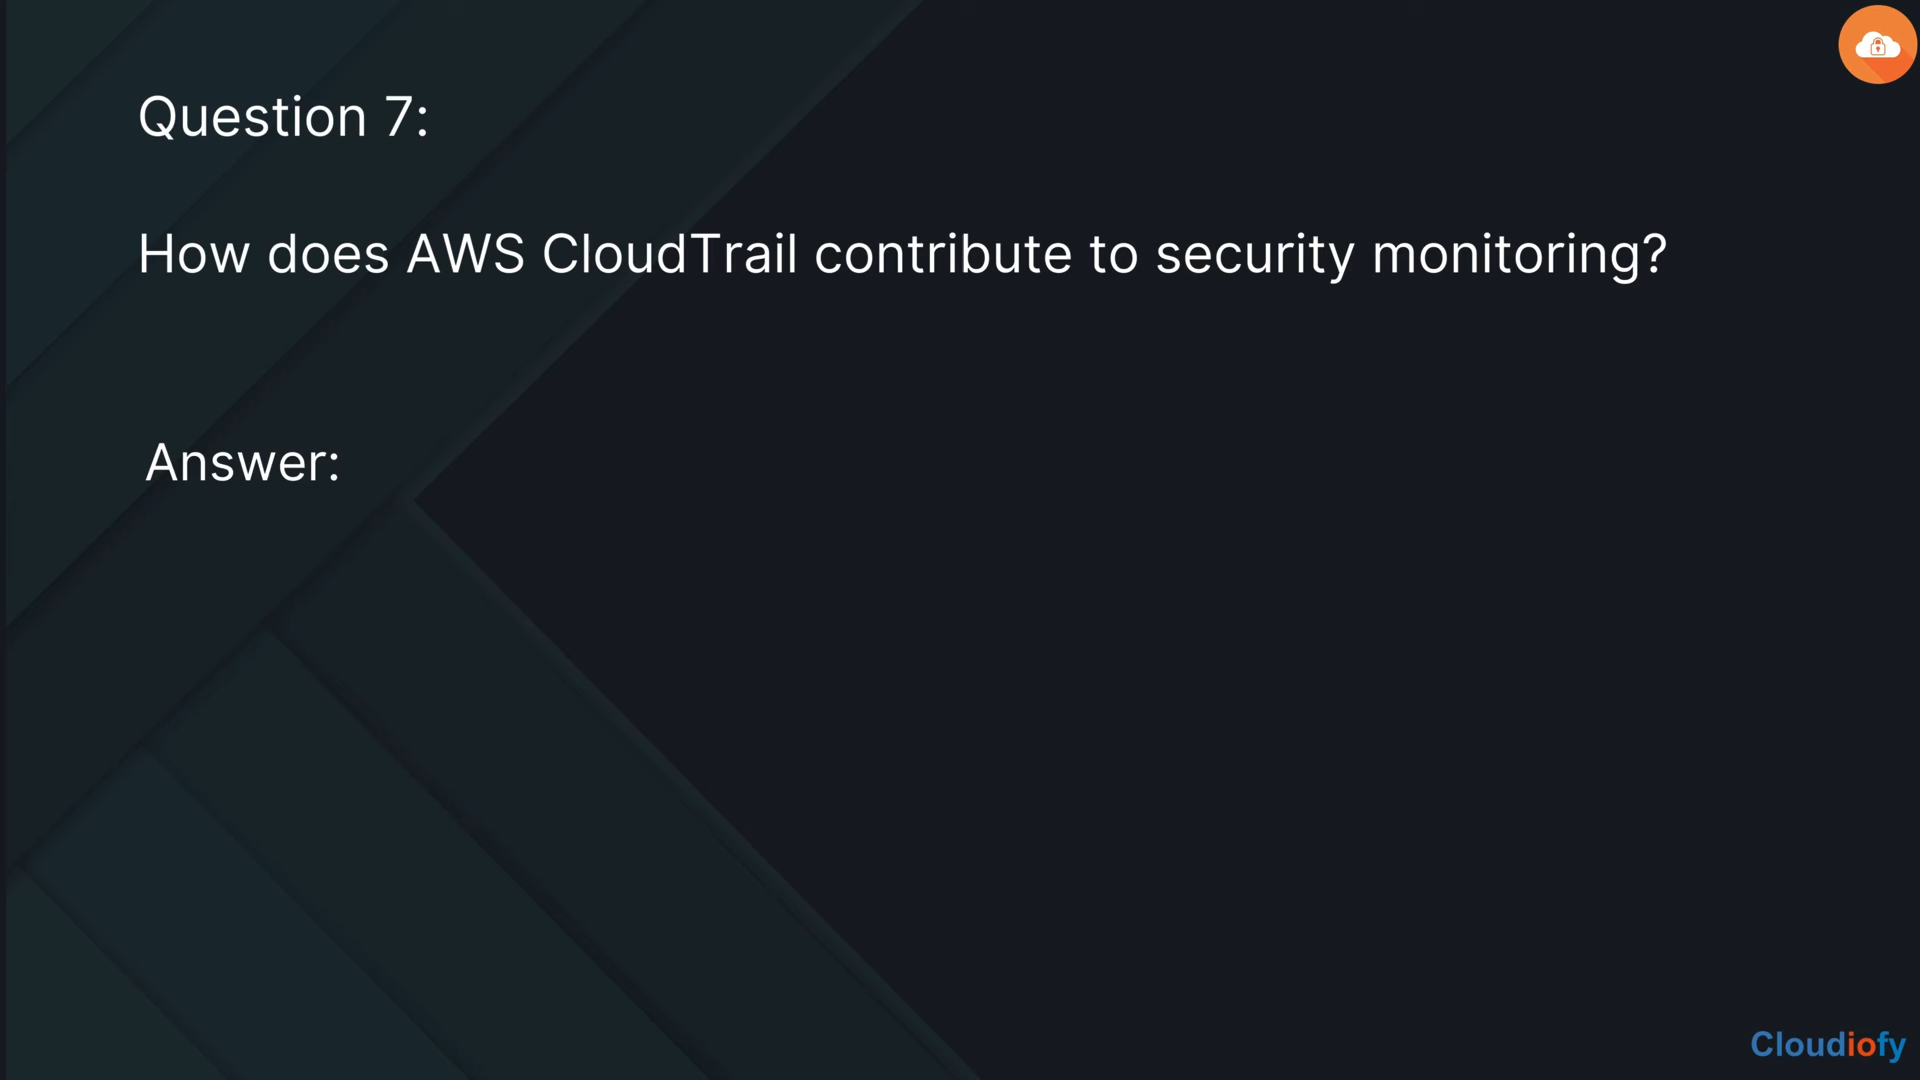 Question 7:
How does AWS CloudTrail contribute to security monitoring?
Answer:
Cloudiofy